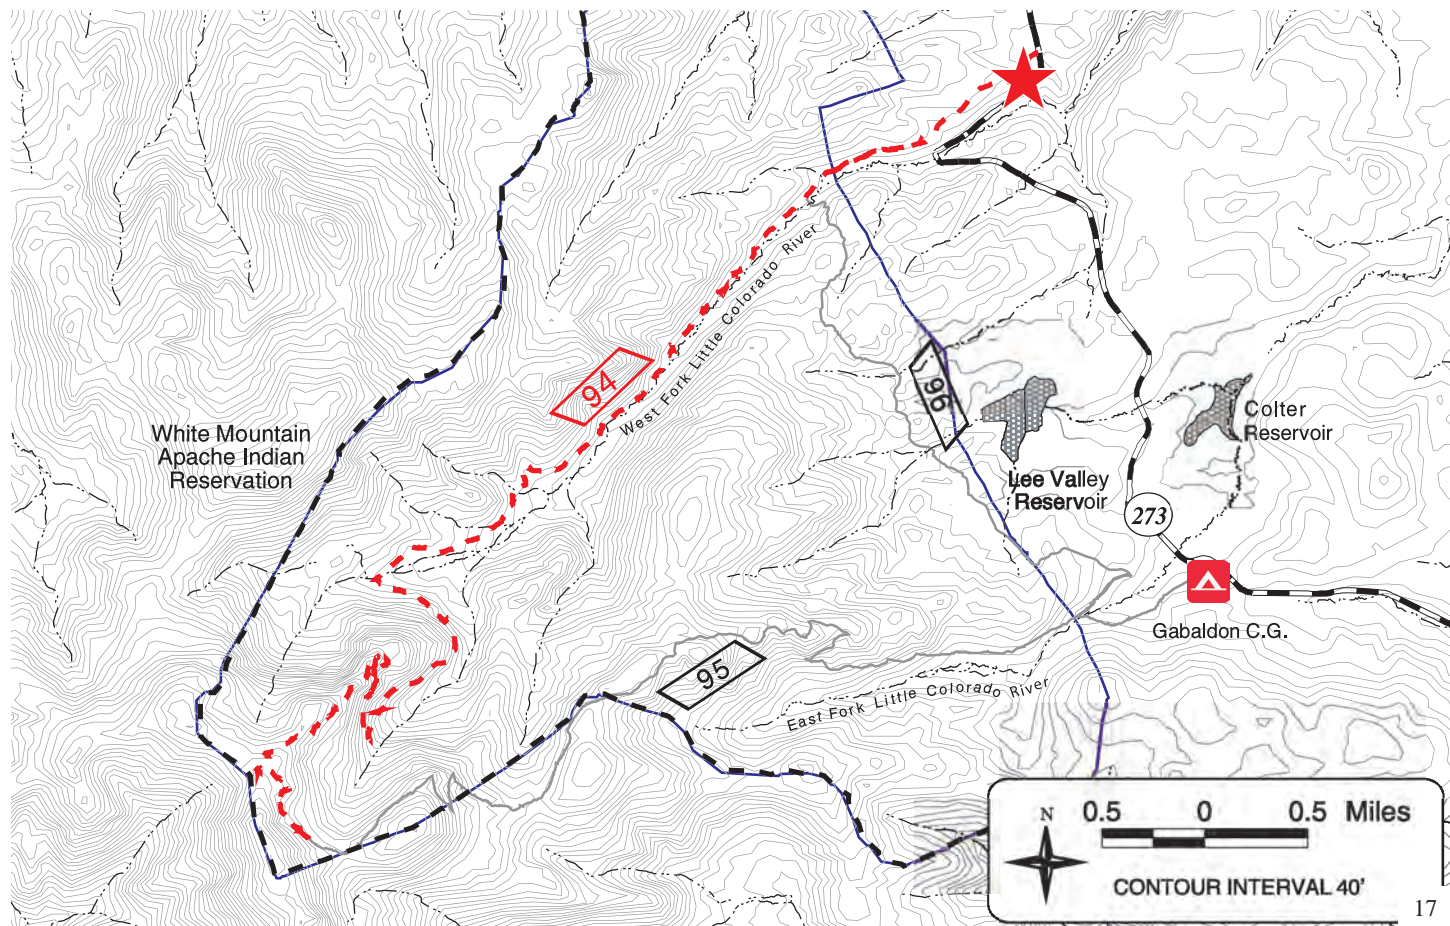 94
West Fork Little Colorado River
96
White Mountain
Apache Indian
Reservation
Colter
Reservoir
Lee Valley
Reservoir
273
Gabaldon C.G.
95
East Fork Little Colorado River
N
0.5 0 0.5 Miles
CONTOUR INTERVAL 40'
17